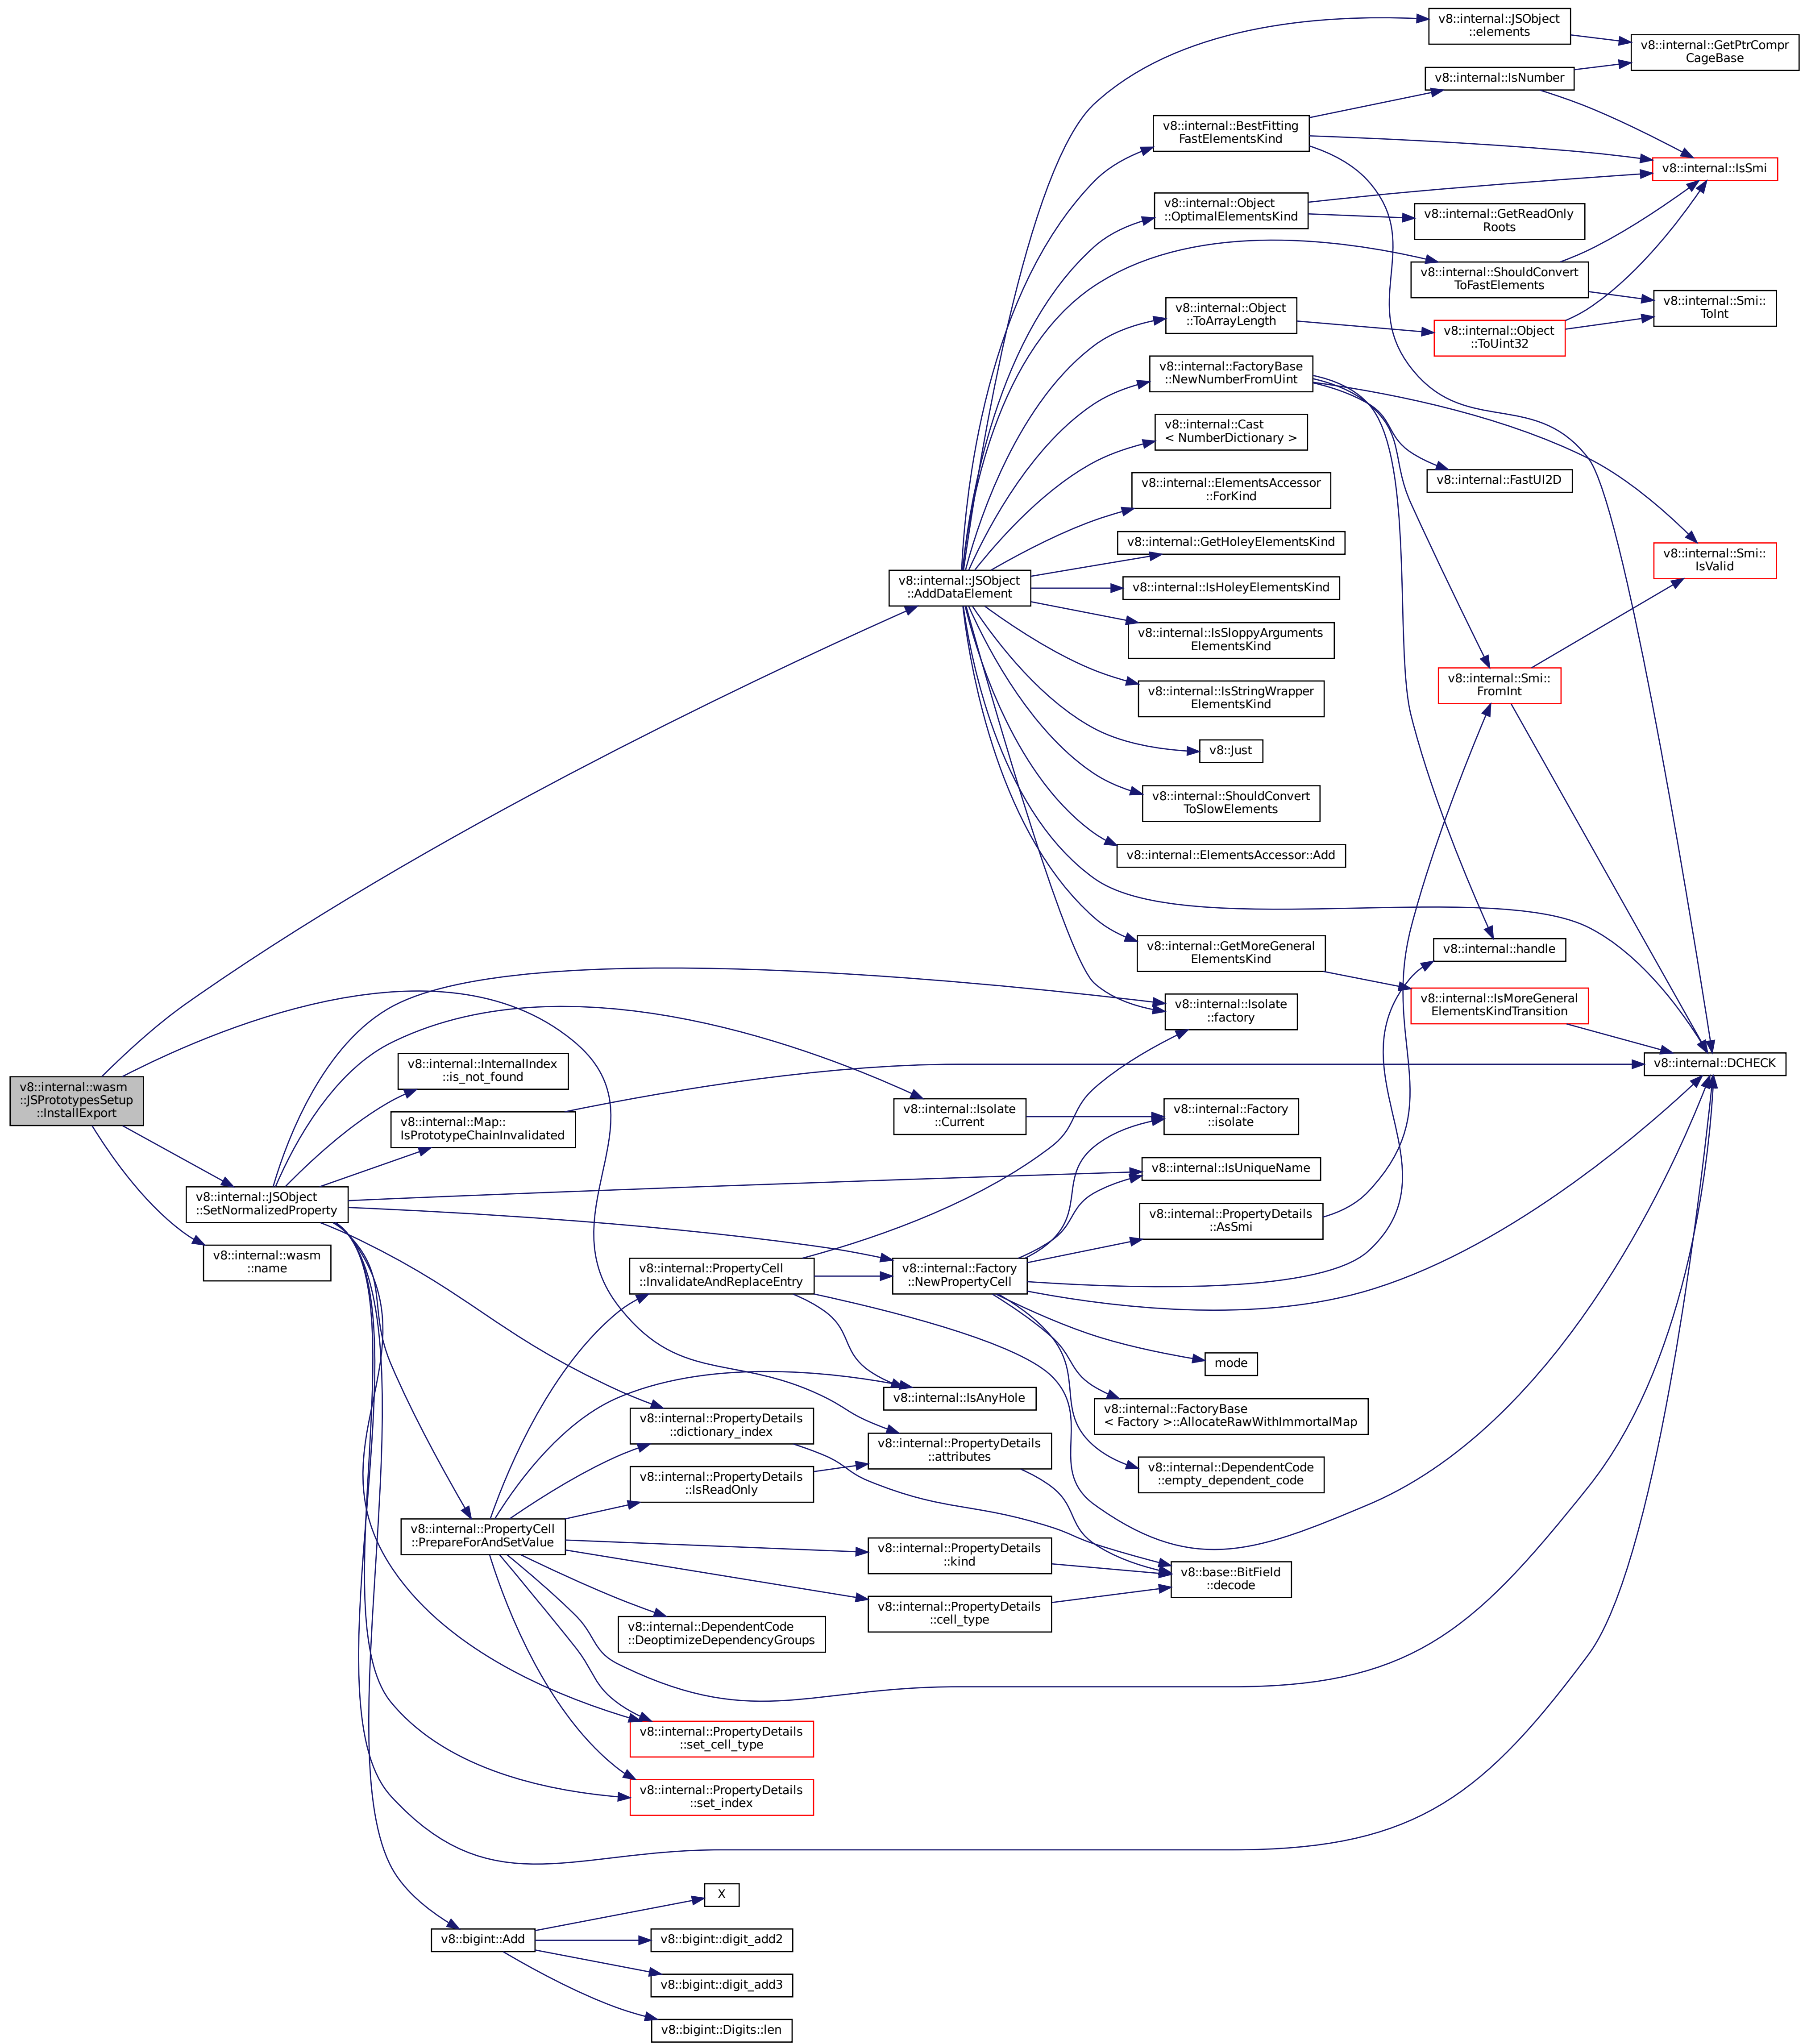 v8::internal::JSObject
::elements
v8::internal::GetPtrCompr
CageBase
v8::internal::IsNumber
v8::internal::BestFitting
FastElementsKind
v8::internal::IsSmi
v8::internal::Object
::OptimalElementsKind
v8::internal::GetReadOnly
Roots
v8::internal::ShouldConvert
ToFastElements
v8::internal::Smi::
ToInt
v8::internal::Object
::ToArrayLength
v8::internal::Object
::ToUint32
v8::internal::FactoryBase
::NewNumberFromUint
v8::internal::Cast
< NumberDictionary >
v8::internal::FastUI2D
v8::internal::ElementsAccessor
::ForKind
v8::internal::GetHoleyElementsKind
v8::internal::Smi::
IsValid
v8::internal::JSObject
::AddDataElement
v8::internal::IsHoleyElementsKind
v8::internal::IsSloppyArguments
ElementsKind
v8::internal::IsStringWrapper
ElementsKind
v8::internal::Smi::
FromInt
v8::Just
v8::internal::ShouldConvert
ToSlowElements
v8::internal::ElementsAccessor::Add
v8::internal::GetMoreGeneral
ElementsKind
v8::internal::handle
v8::internal::IsMoreGeneral
ElementsKindTransition
v8::internal::Isolate
::factory
v8::internal::DCHECK
v8::internal::InternalIndex
::is_not_found
v8::internal::wasm
::JSPrototypesSetup
::InstallExport
v8::internal::Map::
IsPrototypeChainInvalidated
v8::internal::Isolate
::Current
v8::internal::Factory
::isolate
v8::internal::IsUniqueName
v8::internal::JSObject
::SetNormalizedProperty
v8::internal::PropertyDetails
::AsSmi
v8::internal::wasm
::name
v8::internal::PropertyCell
::InvalidateAndReplaceEntry
v8::internal::Factory
::NewPropertyCell
mode
v8::internal::IsAnyHole
v8::internal::FactoryBase
< Factory >::AllocateRawWithImmortalMap
v8::internal::PropertyDetails
::dictionary_index
v8::internal::PropertyDetails
::attributes
v8::internal::DependentCode
::empty_dependent_code
v8::internal::PropertyDetails
::IsReadOnly
v8::internal::PropertyCell
::PrepareForAndSetValue
v8::internal::PropertyDetails
::kind
v8::base::BitField
::decode
v8::internal::PropertyDetails
::cell_type
v8::internal::DependentCode
::DeoptimizeDependencyGroups
v8::internal::PropertyDetails
::set_cell_type
v8::internal::PropertyDetails
::set_index
X
v8::bigint::Add
v8::bigint::digit_add2
v8::bigint::digit_add3
v8::bigint::Digits::len